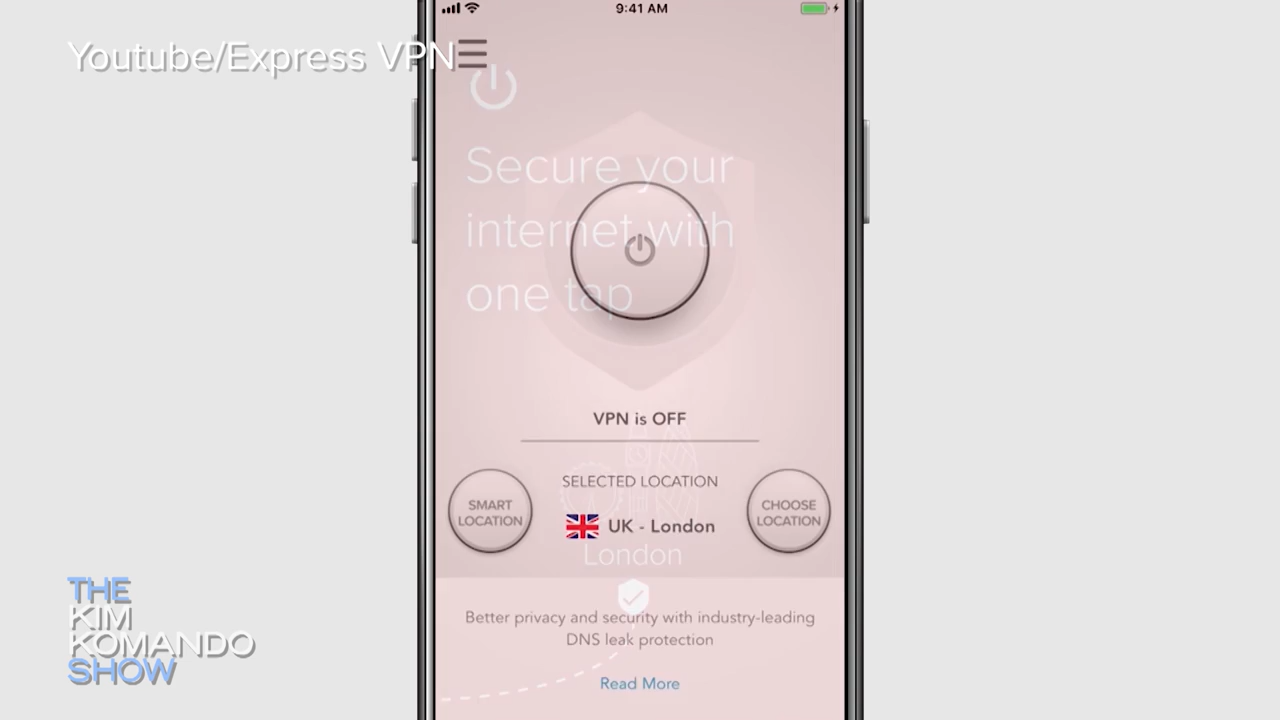 9:41 AM
Youtube/Express VPN
Secure your
internet with
one tap
VPN is OFF
SELECTED LOCATION
SMART
LOCATION
UK - London
CHOOSE
LOCATION
London
Better privacy and security with industry-leading
DNS leak protection
Read More
THE
KIM
KOMANDO
SHOW